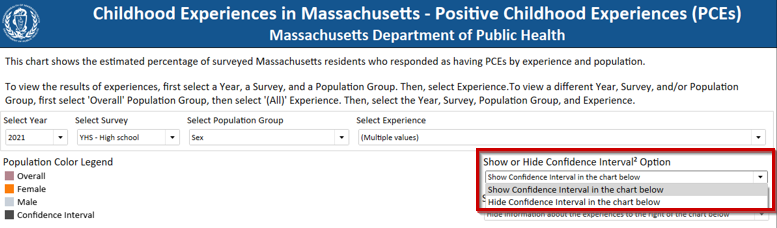 Childhood Experiences in Massachusetts - Positive Childhood Experiences (PCEs)
Massachusetts Department of Public Health
This chart shows the estimated percentage of surveyed Massachusetts residents who responded as having PCEs by experience and population.
To view the results of experiences, first select a Year, a Survey, and a Population Group. Then, select Experience.To view a different Year, Survey, and/or Population
Group, first select 'Overall' Population Group, then select '(All)' Experience. Then, select the Year, Survey, Population Group, and Experience.
Select Year Select Survey Select Population Group Select Experience
2021 YHS - High school Sex (Multiple values)
Population Color Legend
Overall
Female
Male
Confidence Interval
Show or Hide Confidence Interval² Option
Show Confidence Interval in the chart below
Show Confidence Interval in the chart below
Hide Confidence Interval in the chart below
Hide information about the experiences to the right of the chart below